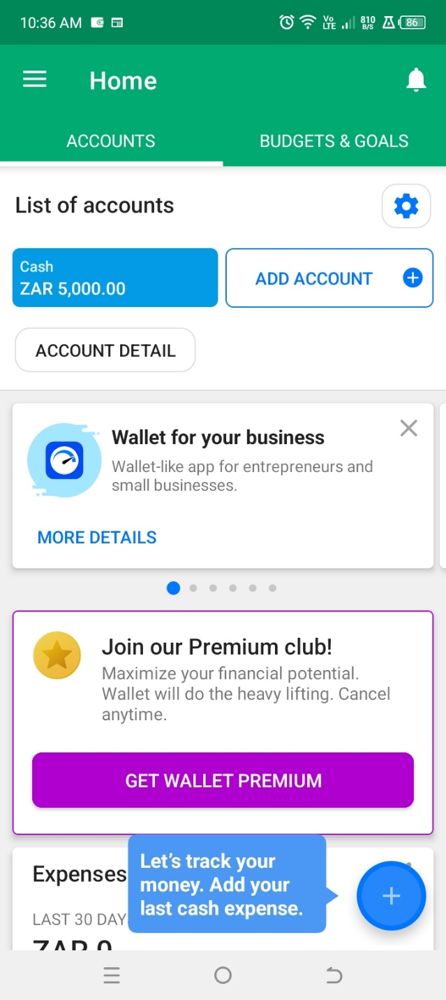 10:36 AM
Vo LTE 810 B/S 86
Home
ACCOUNTS
BUDGETS & GOALS
List of accounts
Cash
ZAR 5,000.00
ADD ACCOUNT
ACCOUNT DETAIL
Wallet for your business
Wallet-like app for entrepreneurs and
small businesses.
MORE DETAILS
Join our Premium club!
Maximize your financial potential.
Wallet will do the heavy lifting. Cancel
anytime.
GET WALLET PREMIUM
Let's track your
money. Add your
last cash expense.
Expenses
LAST 30 DAY
ZAR 0